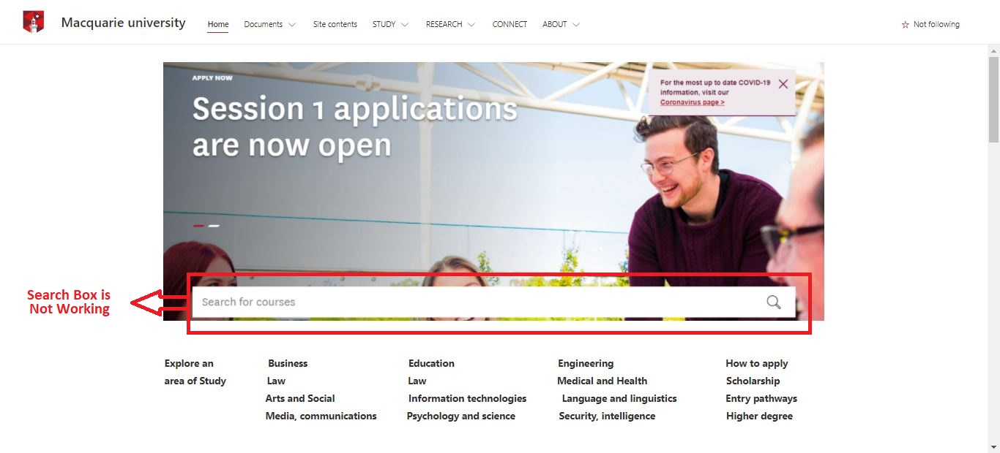 Macquarie university
Home Documents Site contents STUDY RESEARCH CONNECT ABOUT
Not following
APPLY NOW
Session 1 applications
are now open
For the most up to date COVID-19
information, visit our
Coronavirus page >
Search Box is
Not Working
Search for courses
Explore an Business Education Engineering How to apply
area of Study Law Law Medical and Health Scholarship
Arts and Social Information technologies Language and linguistics Entry pathways
Media, communications Psychology and science Security, intelligence Higher degree